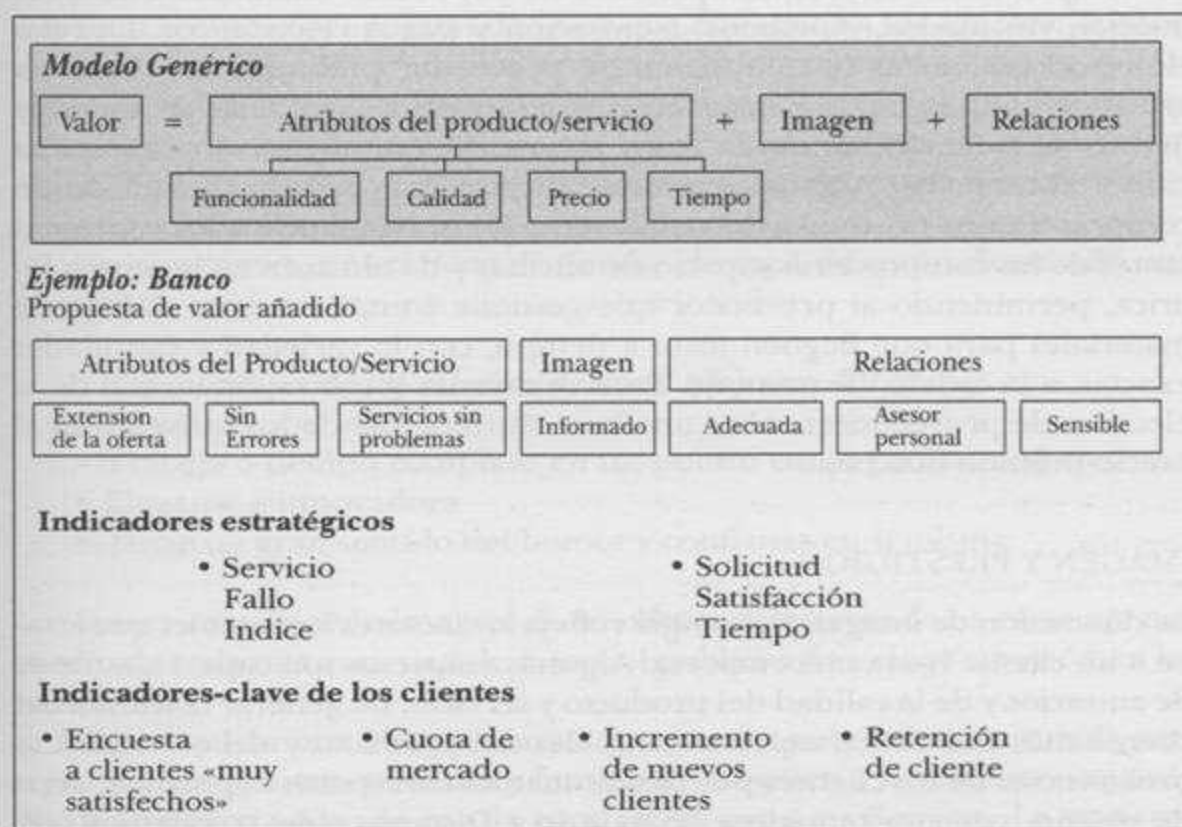 Modelo Genérico
Valor = Atributos del producto/servicio + Imagen + Relaciones
Funcionalidad Calidad Precio Tiempo
Ejemplo: Banco
Propuesta de valor añadido
Atributos del Producto/Servicio Imagen Relaciones
Extension de la oferta
Sin Errores
Servicios sin problemas
Informado
Adecuada
Asesor personal
Sensible
Indicadores estratégicos
• Servicio
Fallo
Indice
• Solicitud
Satisfacción
Tiempo
Indicadores-clave de los clientes
• Encuesta
a clientes «muy
satisfechos»
• Cuota de
mercado
• Incremento
de nuevos
clientes
• Retención
de cliente